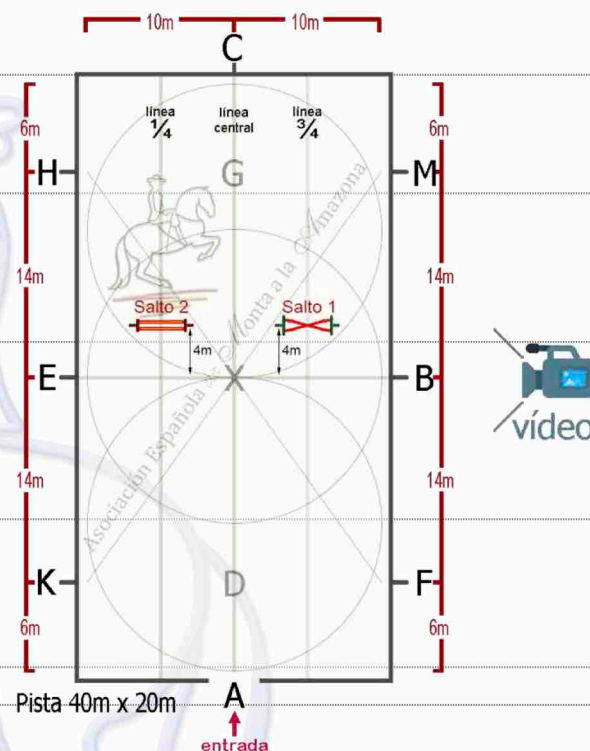 10m 10m
C
línea 1/4
línea central
línea 3/4
6m 6m
H G M
14m 14m
Salto 2 Salto 1
4m 4m
E X B
vídeo
Asociación Española de Monta a la Amazona
14m 14m
K D F
6m 6m
Pista 40m x 20m
A
entrada